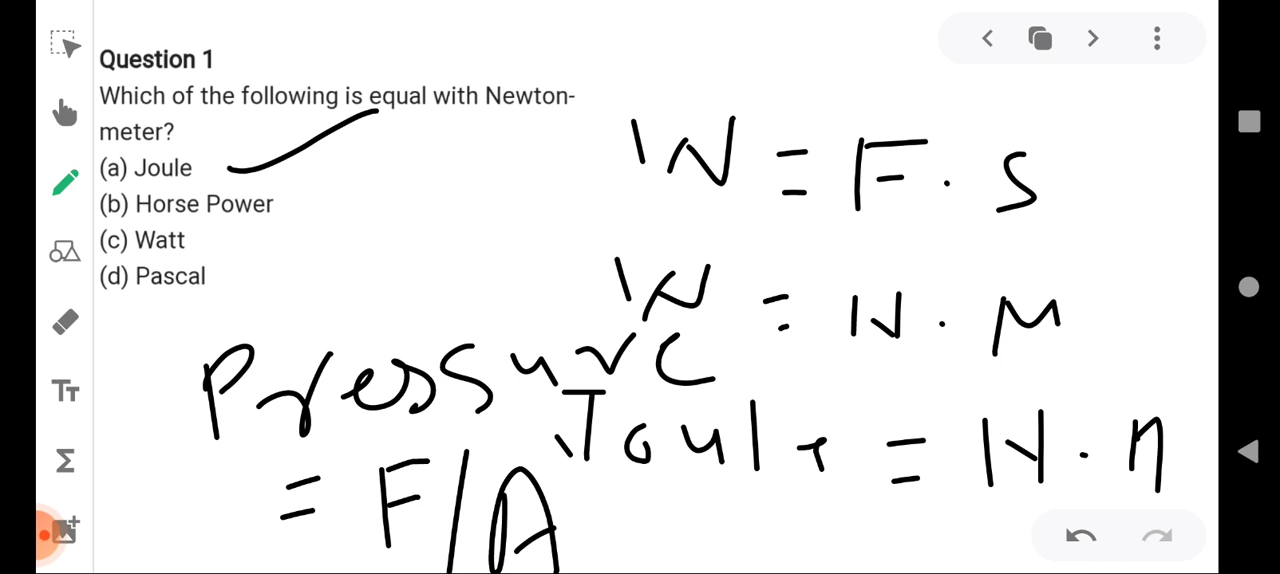 Question 1
Which of the following is equal with Newton-
meter?
(a) Joule
(b) Horse Power
(c) Watt
(d) Pascal
W = F . S
W = N . M
Pressure
= F/A
Joule = N . M